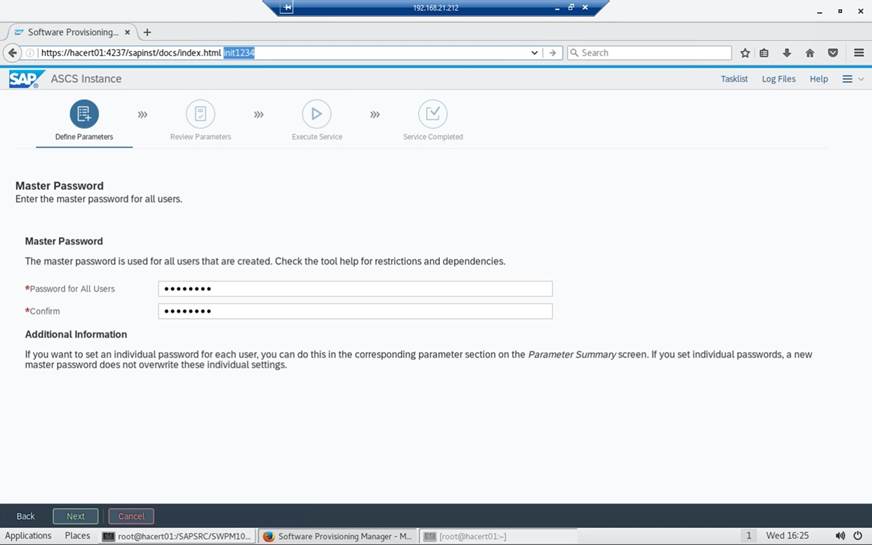 192.168.21.212
Software Provisioning...
https://hacert01:4237/sapinst/docs/index.html init1234
Search
SAP ASCS Instance
Tasklist Log Files Help
Define Parameters Review Parameters Execute Service Service Completed
Master Password
Enter the master password for all users.
Master Password
The master password is used for all users that are created. Check the tool help for restrictions and dependencies.
*Password for All Users
*Confirm
Additional Information
If you want to set an individual password for each user, you can do this in the corresponding parameter section on the Parameter Summary screen. If you set individual passwords, a new
master password does not overwrite these individual settings.
Back Next Cancel
Applications Places root@hacert01:/SAPSRC/SWPM10... Software Provisioning Manager - M... [root@hacert01:~] 1 Wed 16:25